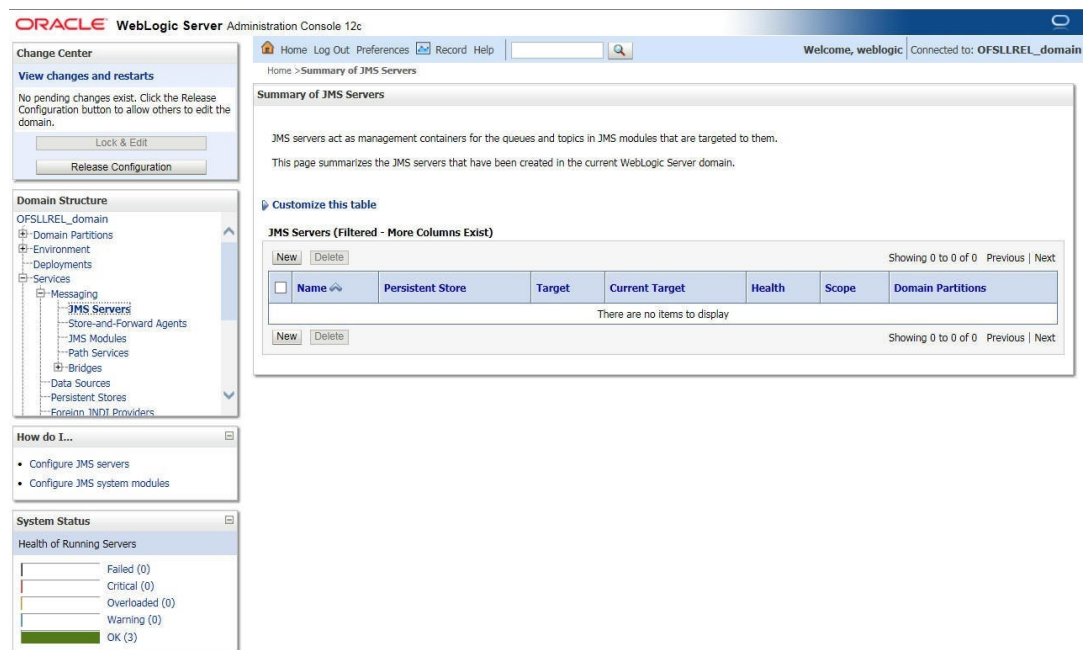 ORACLE WebLogic Server Administration Console 12c
Change Center
View changes and restarts
No pending changes exist. Click the Release
Configuration button to allow others to edit the
domain.
Lock & Edit
Release Configuration
Domain Structure
OFSLLREL_domain
Domain Partitions
Environment
Deployments
Services
Messaging
JMS Servers
Store-and-Forward Agents
JMS Modules
Path Services
Bridges
Data Sources
Persistent Stores
Foreign JNDI Providers
How do I...
Configure JMS servers
Configure JMS system modules
System Status
Health of Running Servers
Failed (0)
Critical (0)
Overloaded (0)
Warning (0)
OK (3)
Home Log Out Preferences Record Help
Welcome, weblogic Connected to: OFSLLREL_domain
Home >Summary of JMS Servers
Summary of JMS Servers
JMS servers act as management containers for the queues and topics in JMS modules that are targeted to them.
This page summarizes the JMS servers that have been created in the current WebLogic Server domain.
Customize this table
JMS Servers (Filtered - More Columns Exist)
New Delete Showing 0 to 0 of 0 Previous | Next
Name Persistent Store Target Current Target Health Scope Domain Partitions
There are no items to display
New Delete Showing 0 to 0 of 0 Previous | Next